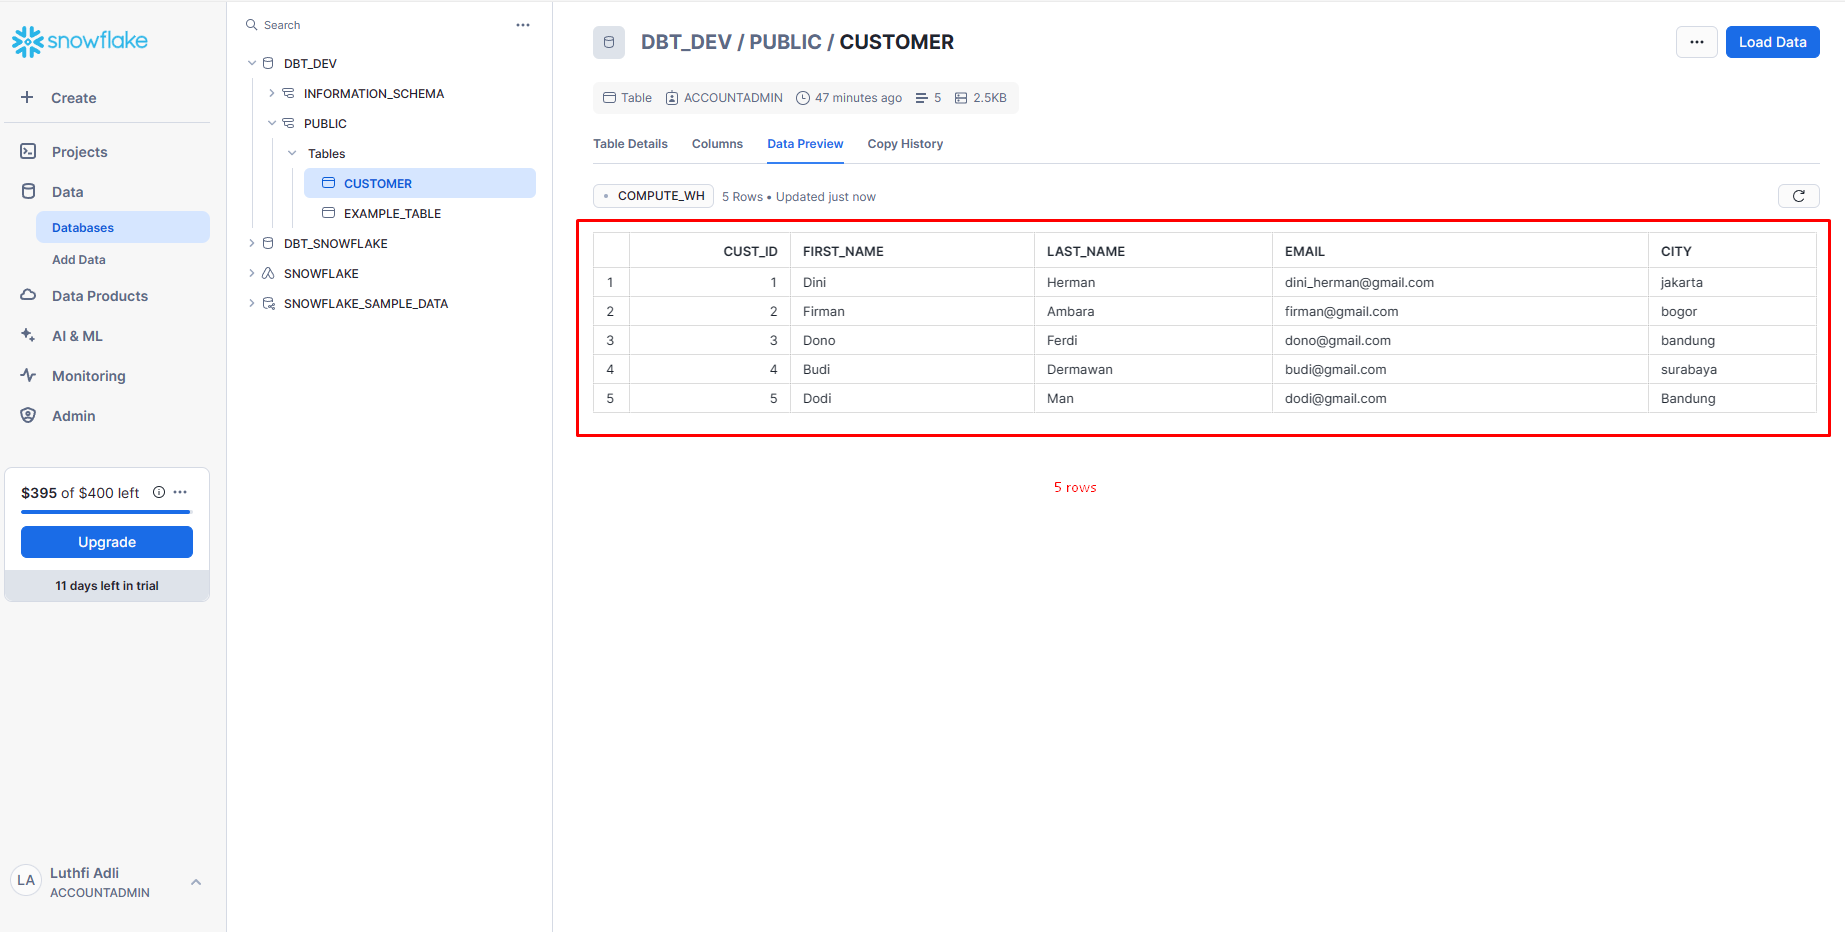 snowflake
Create
Projects
Data
Databases
Add Data
Data Products
AI & ML
Monitoring
Admin
$395 of $400 left
Upgrade
11 days left in trial
LA
Luthfi Adli
ACCOUNTADMIN
Search
DBT_DEV
INFORMATION_SCHEMA
PUBLIC
Tables
CUSTOMER
EXAMPLE_TABLE
DBT_SNOWFLAKE
SNOWFLAKE
SNOWFLAKE_SAMPLE_DATA
DBT_DEV / PUBLIC / CUSTOMER
Load Data
Table ACCOUNTADMIN 47 minutes ago 5 2.5KB
Table Details Columns Data Preview Copy History
COMPUTE_WH 5 Rows • Updated just now
CUST_ID FIRST_NAME LAST_NAME EMAIL CITY
1 1 Dini Herman dini_herman@gmail.com jakarta
2 2 Firman Ambara firman@gmail.com bogor
3 3 Dono Ferdi dono@gmail.com bandung
4 4 Budi Dermawan budi@gmail.com surabaya
5 5 Dodi Man dodi@gmail.com Bandung
5 rows